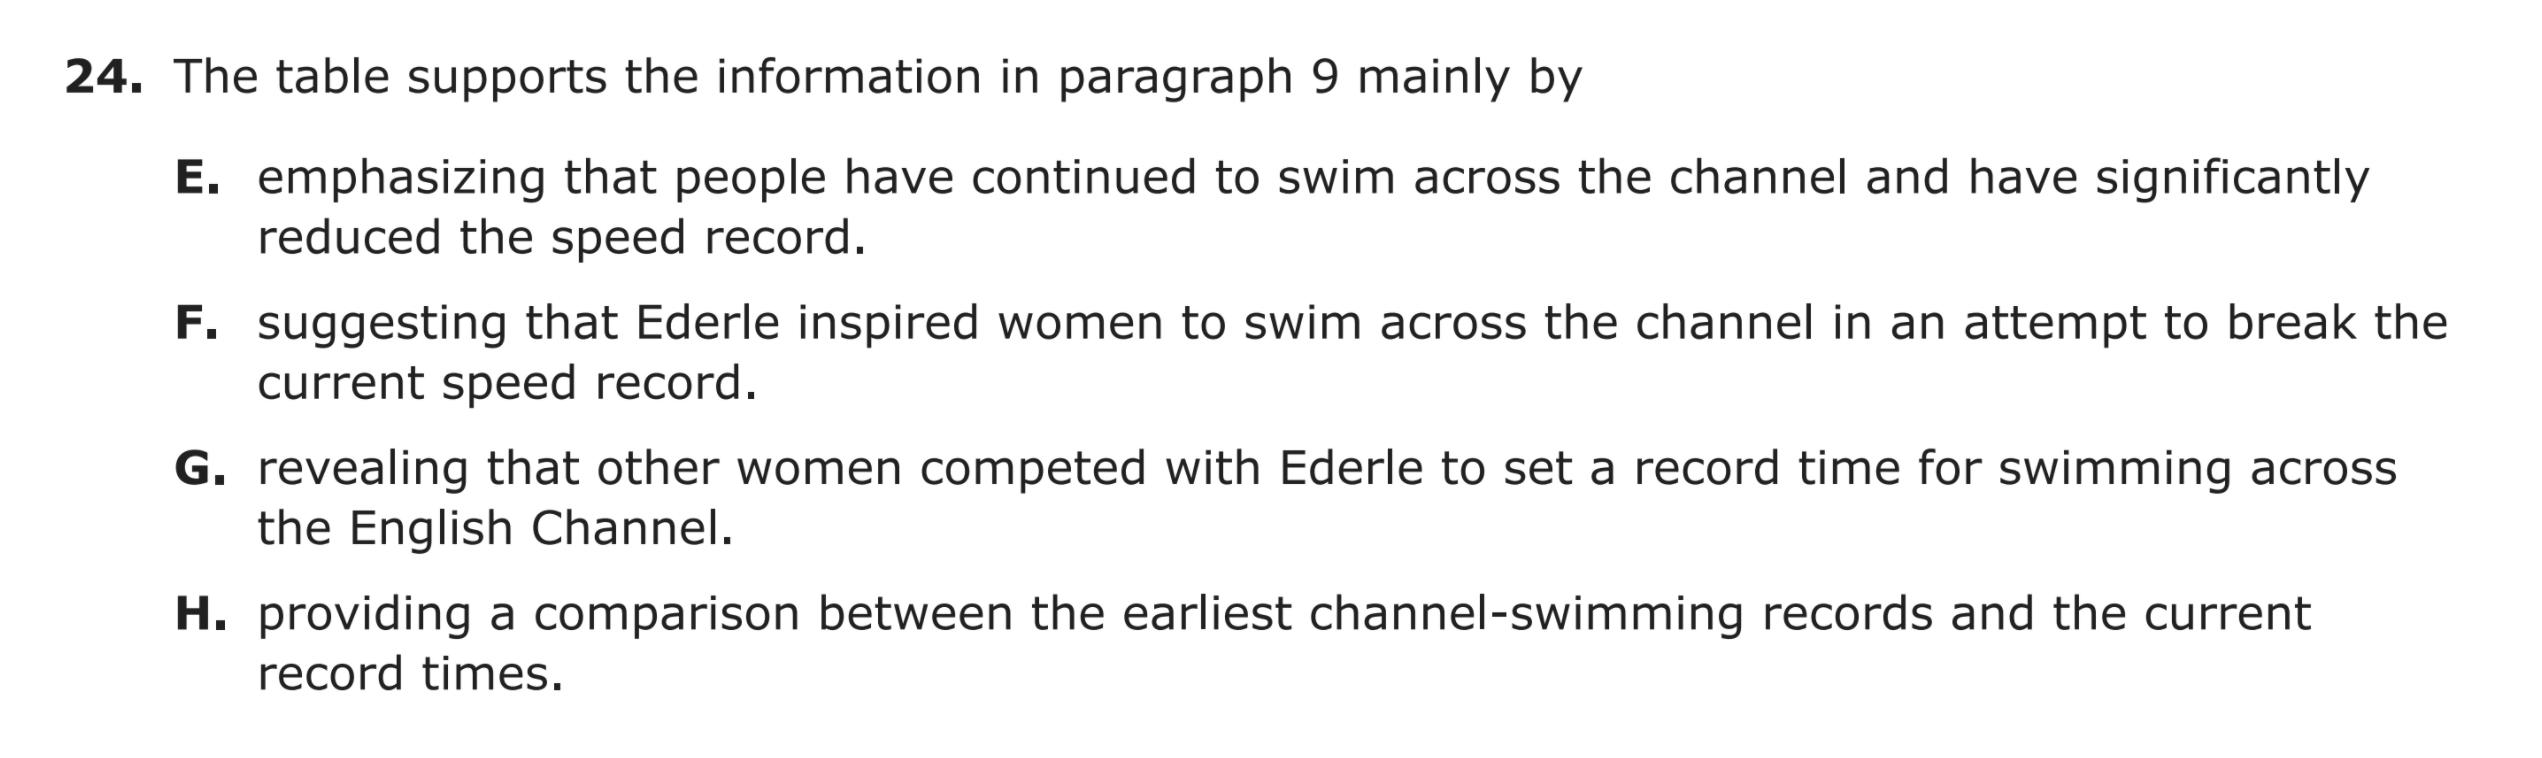 24. The table supports the information in paragraph 9 mainly by
E. emphasizing that people have continued to swim across the channel and have significantly
reduced the speed record.
F. suggesting that Ederle inspired women to swim across the channel in an attempt to break the
current speed record.
G. revealing that other women competed with Ederle to set a record time for swimming across
the English Channel.
H. providing a comparison between the earliest channel-swimming records and the current
record times.